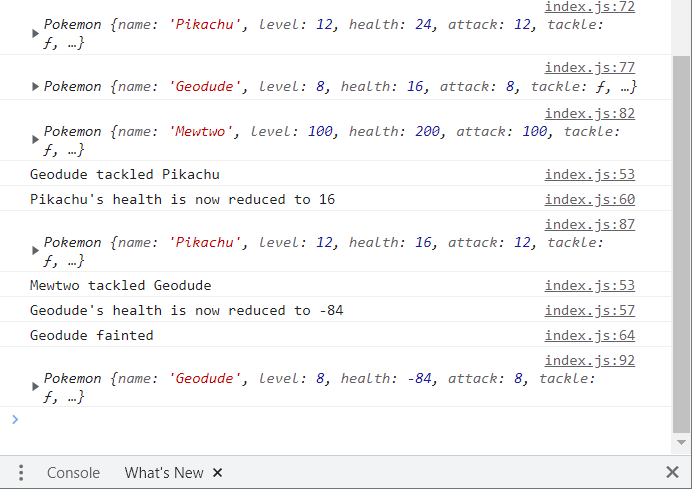 index.js:72
Pokemon {name: 'Pikachu', level: 12, health: 24, attack: 12, tackle:
ƒ, …}
index.js:77
Pokemon {name: 'Geodude', level: 8, health: 16, attack: 8, tackle: ƒ, …}
index.js:82
Pokemon {name: 'Mewtwo', level: 100, health: 200, attack: 100, tackle:
ƒ, …}
Geodude tackled Pikachu index.js:53
Pikachu's health is now reduced to 16 index.js:60
index.js:87
Pokemon {name: 'Pikachu', level: 12, health: 16, attack: 12, tackle:
ƒ, …}
Mewtwo tackled Geodude index.js:53
Geodude's health is now reduced to -84 index.js:57
Geodude fainted index.js:64
index.js:92
Pokemon {name: 'Geodude', level: 8, health: -84, attack: 8, tackle:
ƒ, …}
Console What's New